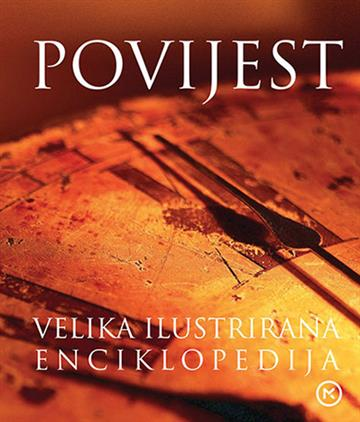 POVIJEST
VELIKA ILUSTRIRANA
ENCIKLOPEDIJA
M